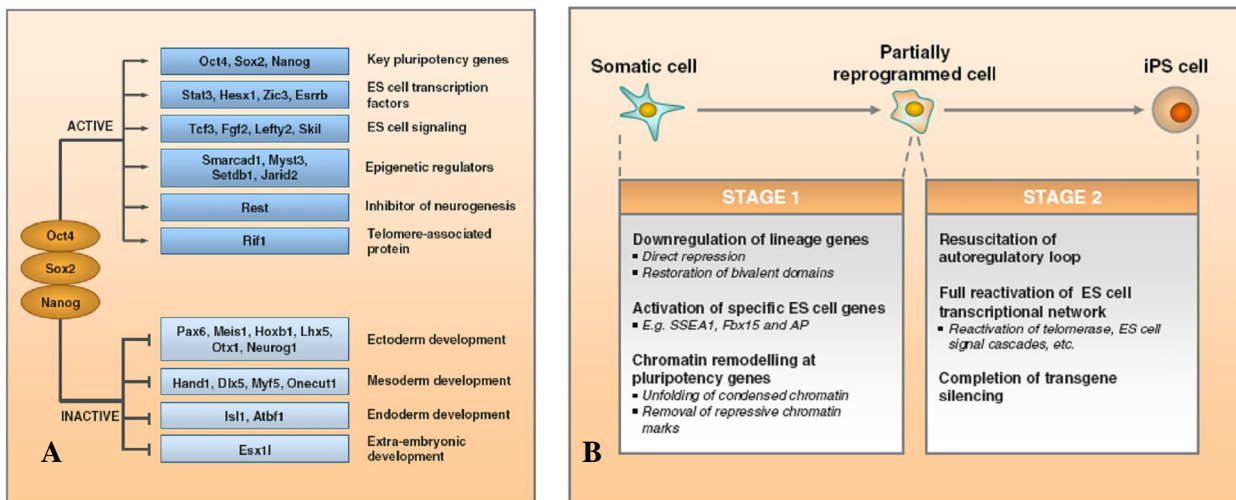 Oct4, Sox2, Nanog
Key pluripotency genes
Stat3, Hesx1, Zic3, Esrrb
ES cell transcription
factors
ACTIVE
Tcf3, Fgf2, Lefty2, Skil
ES cell signaling
Smarcad1, Myst3,
Setdb1, Jarid2
Epigenetic regulators
Rest
Inhibitor of neurogenesis
Rif1
Telomere-associated
protein
Oct4
Sox2
Nanog
Pax6, Meis1, Hoxb1, Lhx5,
Otx1, Neurog1
Ectoderm development
Hand1, Dlx5, Myf5, Onecut1
Mesoderm development
INACTIVE
Isl1, Atbf1
Endoderm development
Esx1l
Extra-embryonic
development
A
Somatic cell
Partially
reprogrammed cell
iPS cell
STAGE 1
Downregulation of lineage genes
▪ Direct repression
▪ Restoration of bivalent domains
Activation of specific ES cell genes
▪ E.g. SSEA1, Fbx15 and AP
Chromatin remodelling at
pluripotency genes
▪ Unfolding of condensed chromatin
▪ Removal of repressive chromatin
marks
STAGE 2
Resuscitation of
autoregulatory loop
Full reactivation of ES cell
transcriptional network
▪ Reactivation of telomerase, ES cell
signal cascades, etc.
Completion of transgene
silencing
B